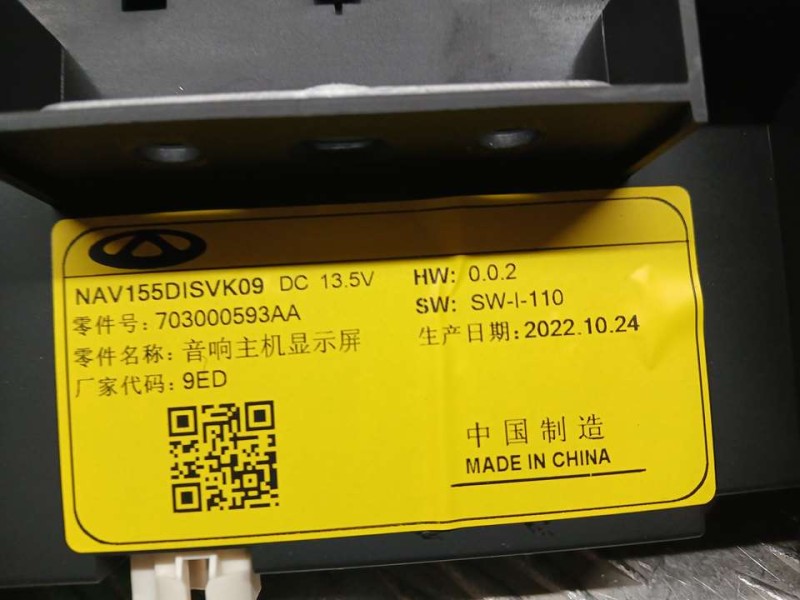 NAV155DISVK09 DC 13.5V
HW: 0.0.2
零件号: 703000593AA
SW: SW-I-110
零件名称: 音响主机显示屏
生产日期: 2022.10.24
厂家代码: 9ED
中国制造
MADE IN CHINA